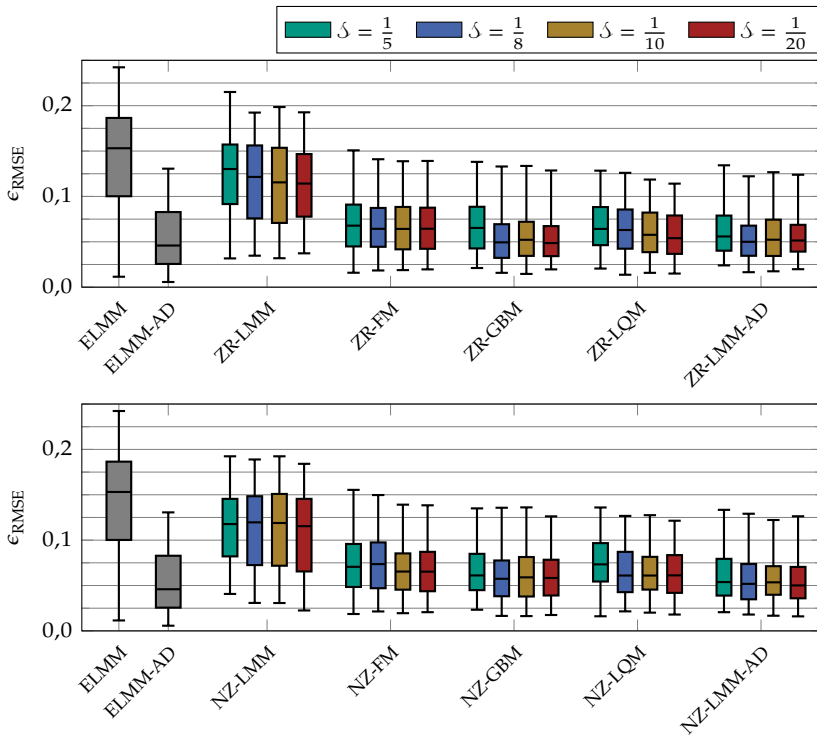 𝓈 = 1/5 𝓈 = 1/8 𝓈 = 1/10 𝓈 = 1/20
0,2
0,1
0,0
ϵRMSE
ELMM
ELMM-AD
ZR-LMM
ZR-FM
ZR-GBM
ZR-LQM
ZR-LMM-AD
0,2
0,1
0,0
ϵRMSE
ELMM
ELMM-AD
NZ-LMM
NZ-FM
NZ-GBM
NZ-LQM
NZ-LMM-AD